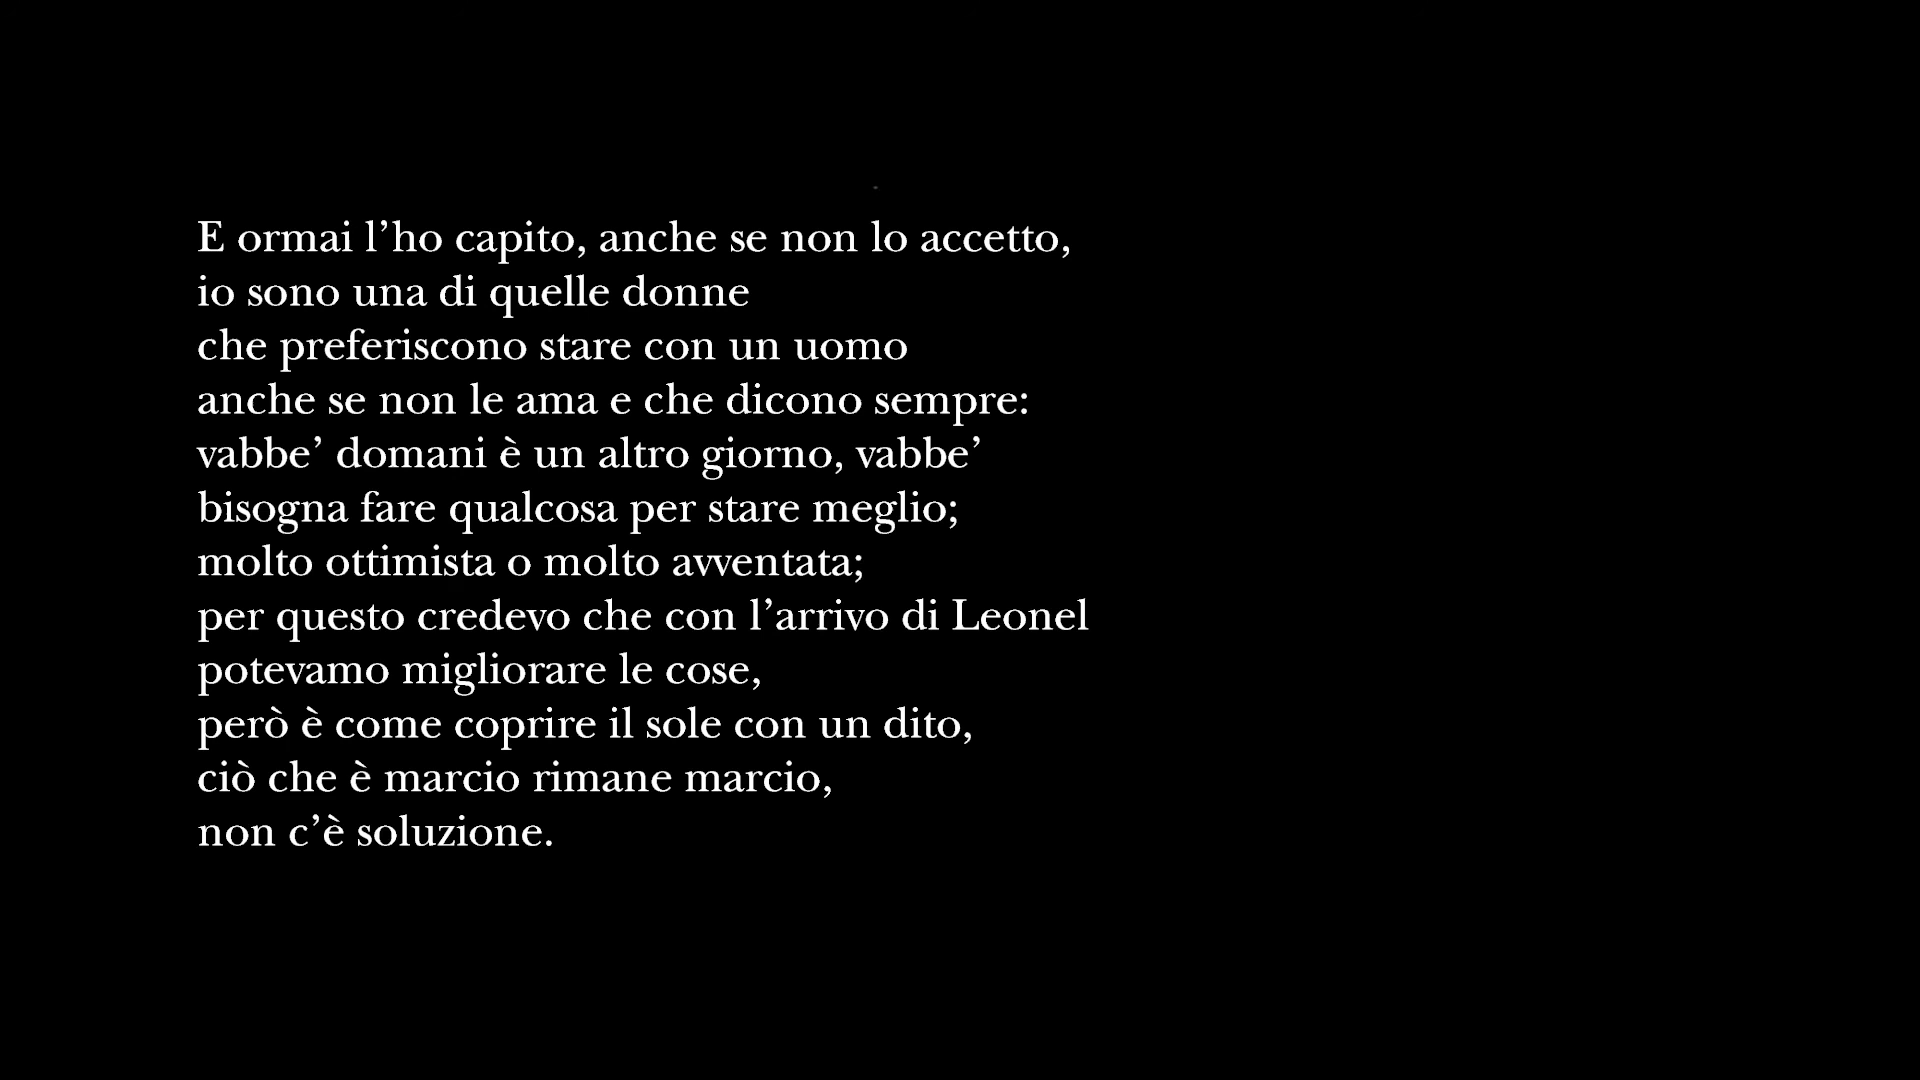 E ormai l’ho capito, anche se non lo accetto,
io sono una di quelle donne
che preferiscono stare con un uomo
anche se non le ama e che dicono sempre:
vabbe’ domani è un altro giorno, vabbe’
bisogna fare qualcosa per stare meglio;
molto ottimista o molto avventata;
per questo credevo che con l’arrivo di Leonel
potevamo migliorare le cose,
però è come coprire il sole con un dito,
ciò che è marcio rimane marcio,
non c’è soluzione.